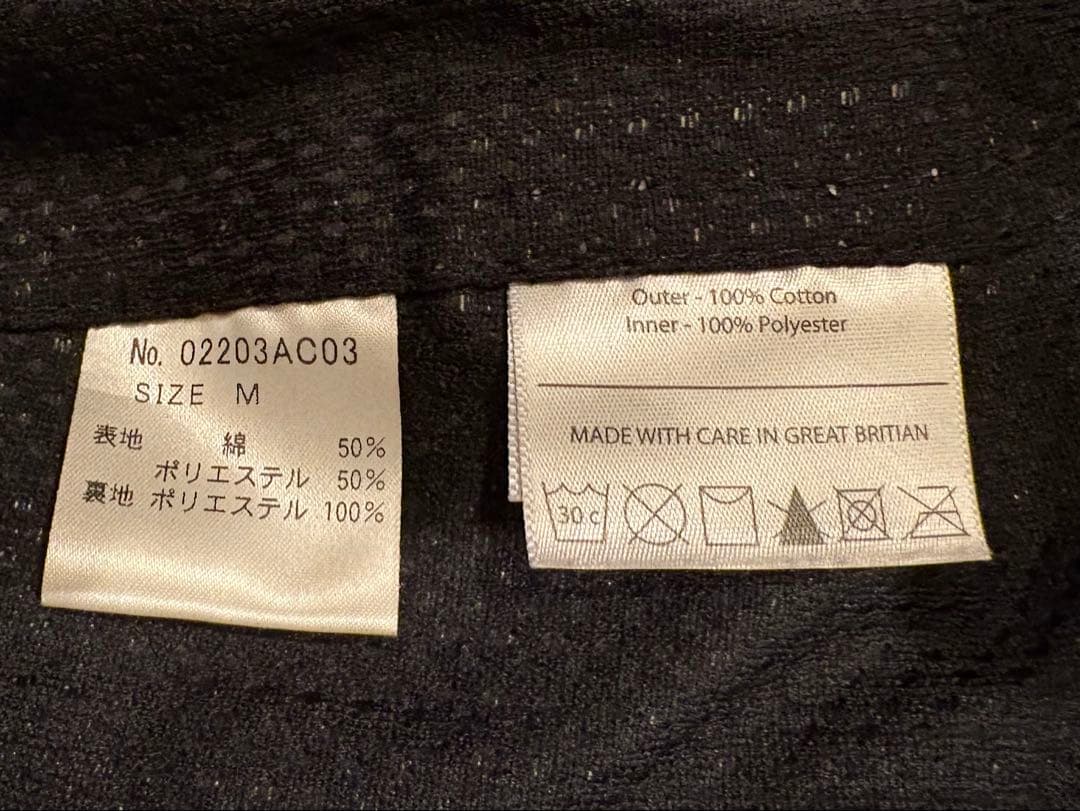 No. 02203AC03
SIZE M
表地 綿 50%
ポリエステル 50%
裏地 ポリエステル 100%
Outer - 100% Cotton
Inner - 100% Polyester
MADE WITH CARE IN GREAT BRITIAN
30 c